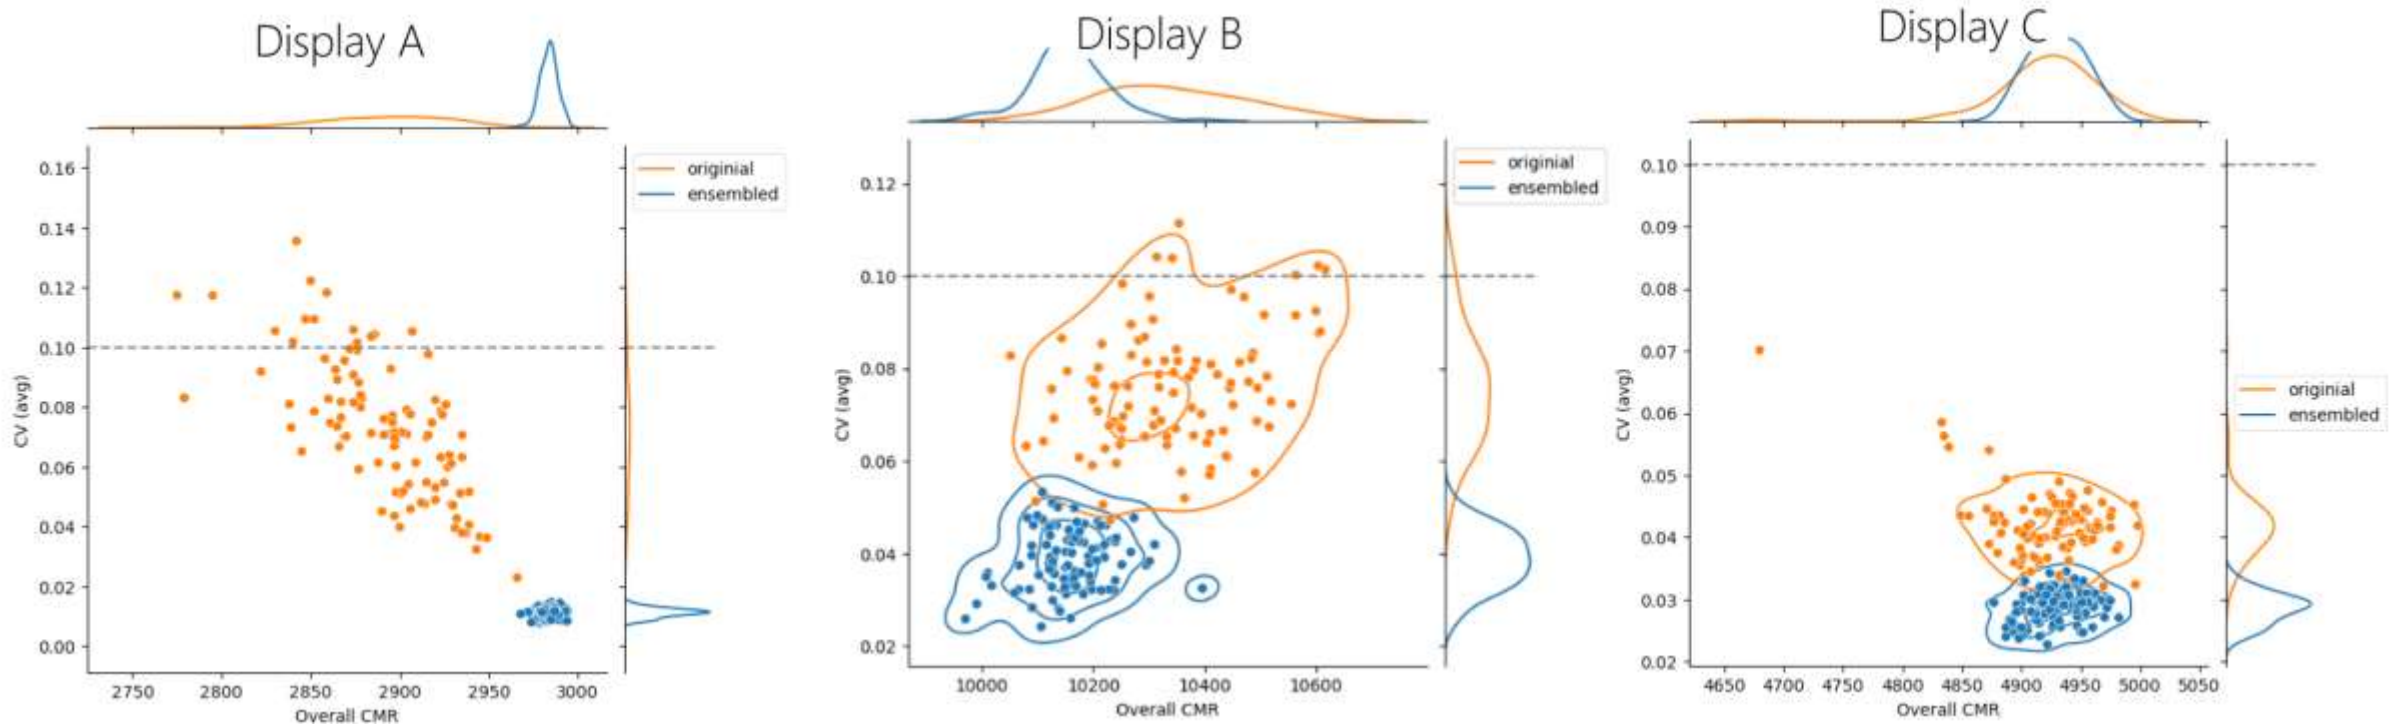 Display A
originial
ensembled
CV (avg)
0.16
0.14
0.12
0.10
0.08
0.06
0.04
0.02
0.00
2750 2800 2850 2900 2950 3000
Overall CMR
Display B
originial
ensembled
CV (avg)
0.12
0.10
0.08
0.06
0.04
0.02
10000 10200 10400 10600
Overall CMR
Display C
originial
ensembled
CV (avg)
0.10
0.09
0.08
0.07
0.06
0.05
0.04
0.03
0.02
4650 4700 4750 4800 4850 4900 4950 5000 5050
Overall CMR